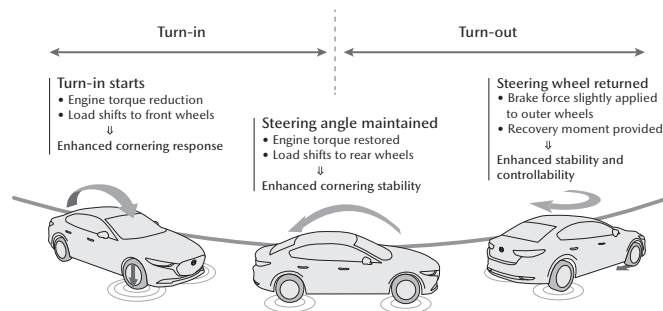 Turn-in
Turn-out
Turn-in starts
• Engine torque reduction
• Load shifts to front wheels
⇓
Enhanced cornering response
Steering angle maintained
• Engine torque restored
• Load shifts to rear wheels
⇓
Enhanced cornering stability
Steering wheel returned
• Brake force slightly applied
to outer wheels
• Recovery moment provided
⇓
Enhanced stability and
controllability